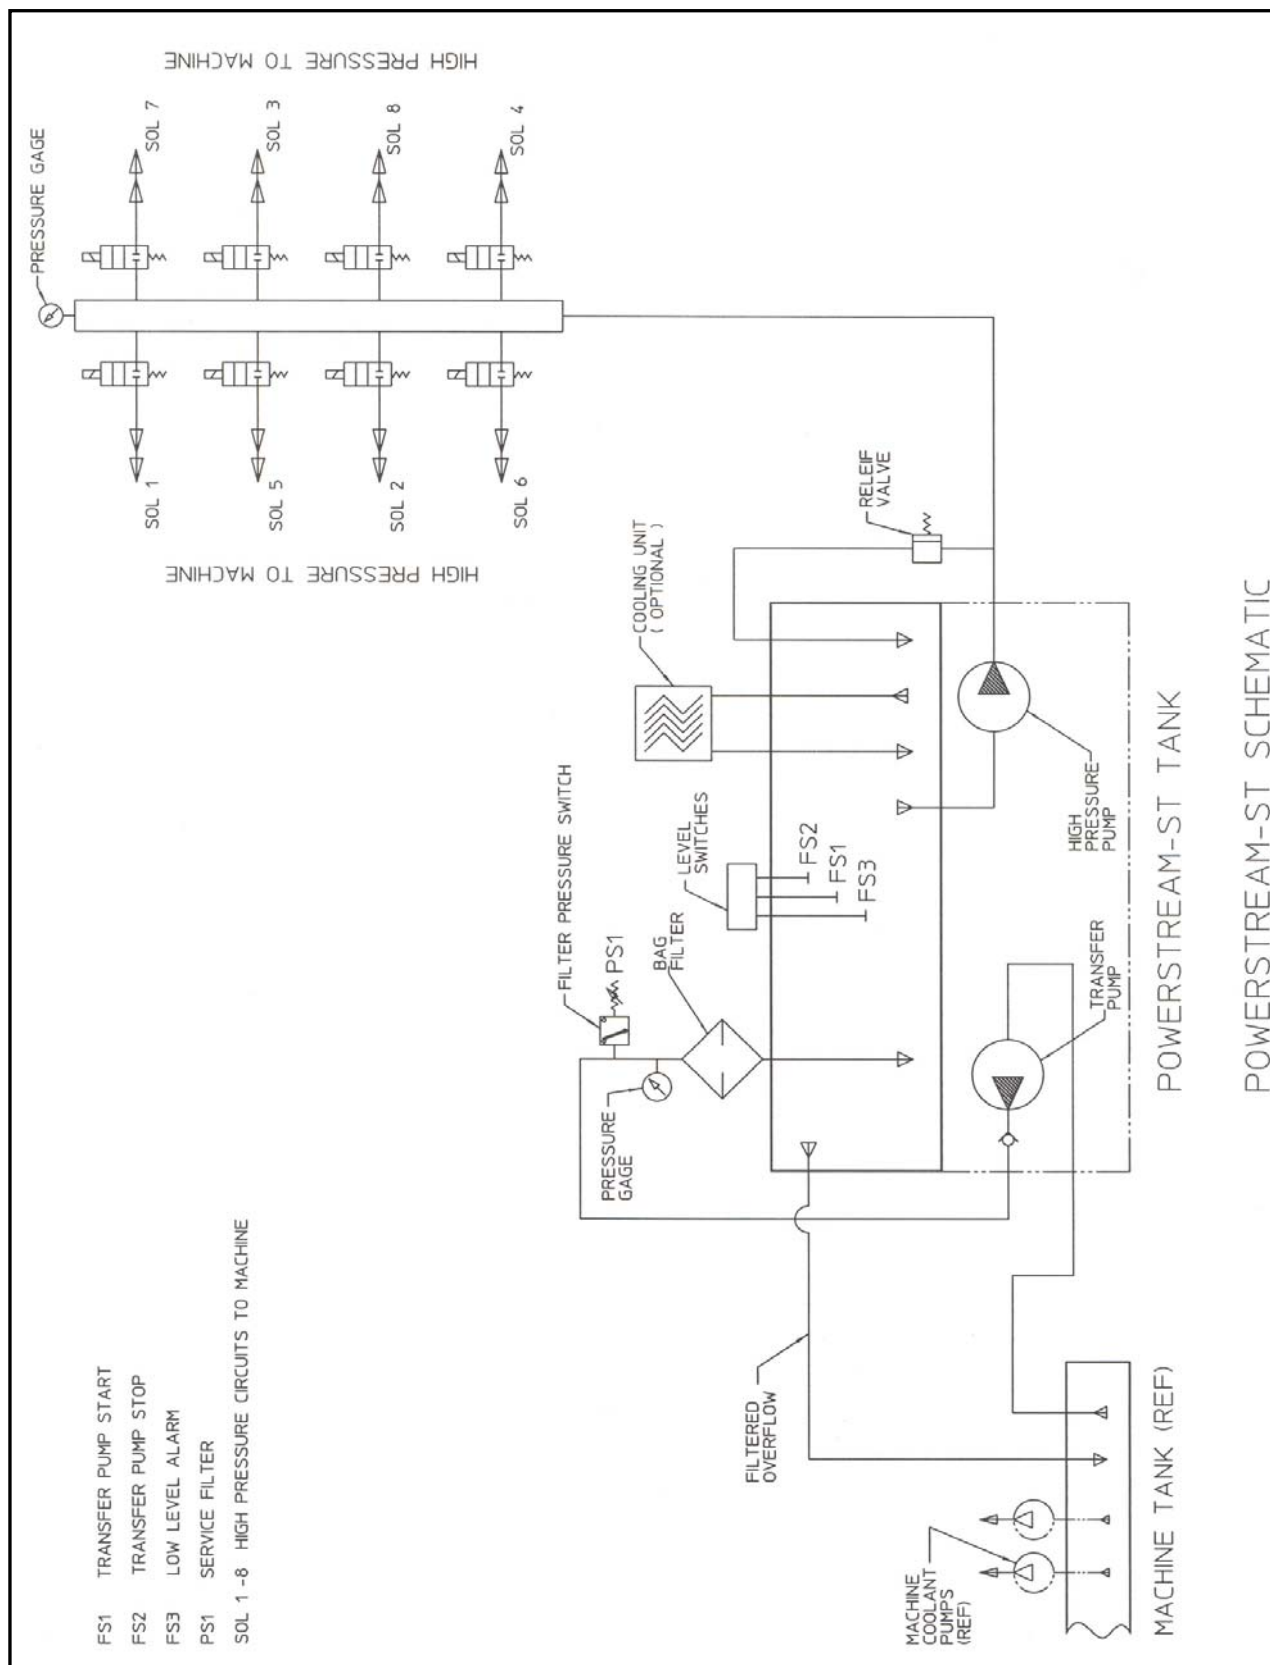 FS1 TRANSFER PUMP START
FS2 TRANSFER PUMP STOP
FS3 LOW LEVEL ALARM
PS1 SERVICE FILTER
SOL 1 -8 HIGH PRESSURE CIRCUITS TO MACHINE
PRESSURE GAGE
HIGH PRESSURE TO MACHINE
SOL 1
SOL 5
SOL 2
SOL 6
HIGH PRESSURE TO MACHINE
SOL 7
SOL 3
SOL 8
SOL 4
FILTER PRESSURE SWITCH
PS1
PRESSURE
GAGE
BAG
FILTER
LEVEL
SWITCHES
FS2
FS1
FS3
COOLING UNIT
( OPTIONAL )
RELEIF
VALVE
FILTERED
OVERFLOW
TRANSFER
PUMP
HIGH
PRESSURE
PUMP
MACHINE
COOLANT
PUMPS
(REF)
MACHINE TANK (REF)
POWERSTREAM-ST TANK
POWERSTREAM-ST SCHEMATIC